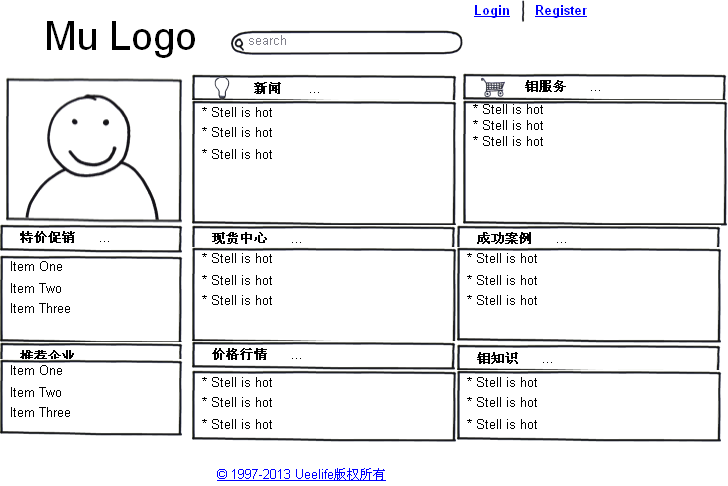 Login | Register
Mu Logo
search
新闻 ...
* Stell is hot
* Stell is hot
* Stell is hot
钼服务 ...
* Stell is hot
* Stell is hot
* Stell is hot
特价促销 ...
Item One
Item Two
Item Three
现货中心 ...
* Stell is hot
* Stell is hot
* Stell is hot
成功案例 ...
* Stell is hot
* Stell is hot
* Stell is hot
推荐企业
Item One
Item Two
Item Three
价格行情 ...
* Stell is hot
* Stell is hot
* Stell is hot
钼知识 ...
* Stell is hot
* Stell is hot
* Stell is hot
© 1997-2013 Ueelife版权所有